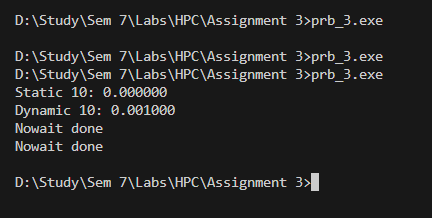 D:\Study\Sem 7\Labs\HPC\Assignment 3>prb_3.exe
D:\Study\Sem 7\Labs\HPC\Assignment 3>prb_3.exe
D:\Study\Sem 7\Labs\HPC\Assignment 3>prb_3.exe
Static 10: 0.000000
Dynamic 10: 0.001000
Nowait done
Nowait done
D:\Study\Sem 7\Labs\HPC\Assignment 3>